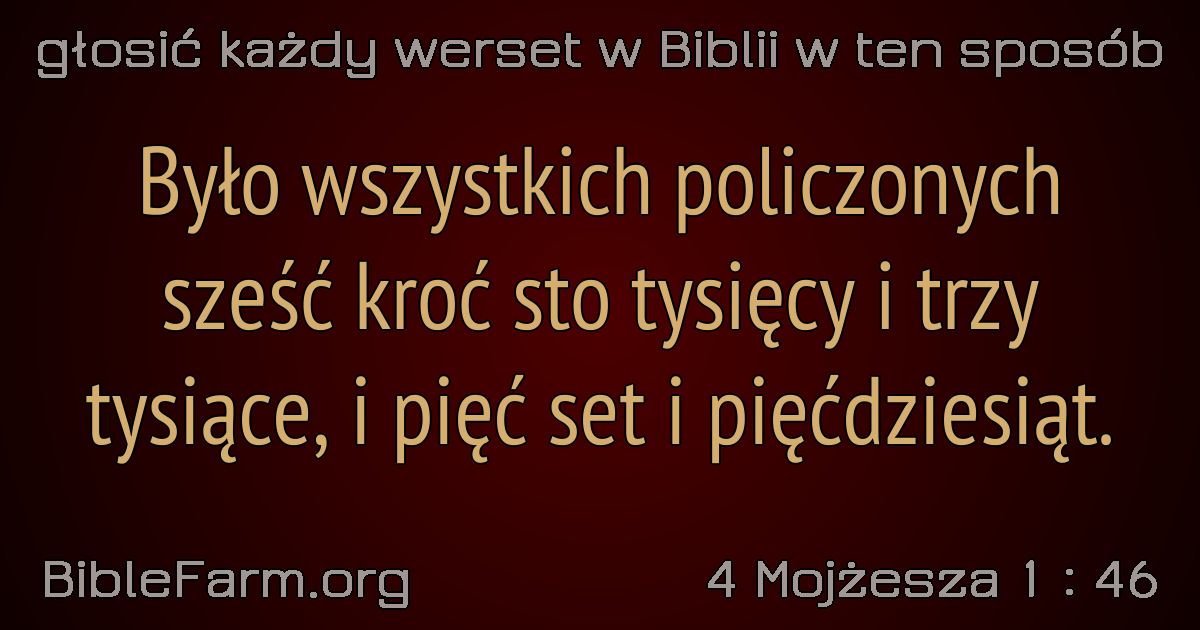 głosić każdy werset w Biblii w ten sposób
Było wszystkich policzonych
sześć kroć sto tysięcy i trzy
tysiące, i pięć set i pięćdziesiąt.
BibleFarm.org
4 Mojżesza 1 : 46